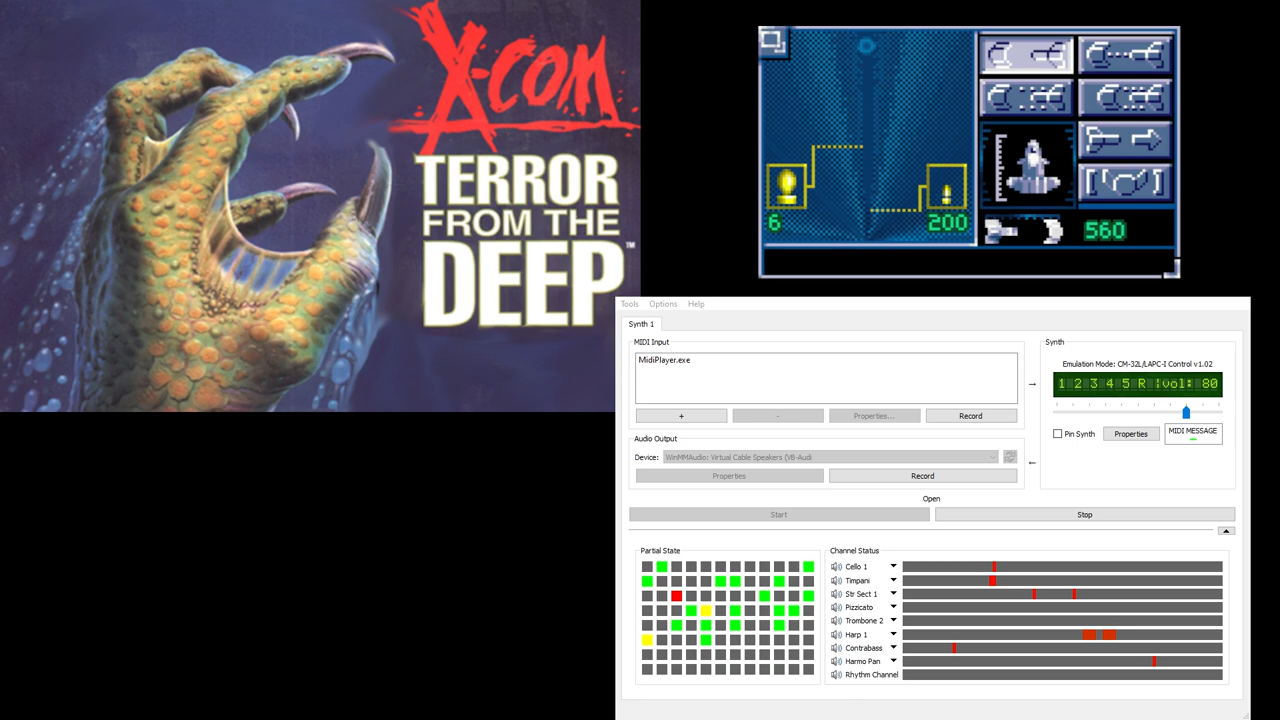 X-COM
TERROR
FROM THE
DEEP™
6
200
560
Tools Options Help
Synth 1
MIDI Input
MidiPlayer.exe
+ - Properties... Record
Audio Output
Device: WinMMAudio: Virtual Cable Speakers (VB-Audi
Properties Record
Synth
Emulation Mode: CM-32L/LAPC-I Control v1.02
1 2 3 4 5 R |vol: 80
Pin Synth Properties MIDI MESSAGE
Open
Start Stop
Partial State
Channel Status
Cello 1
Timpani
Str Sect 1
Pizzicato
Trombone 2
Harp 1
Contrabass
Harmo Pan
Rhythm Channel